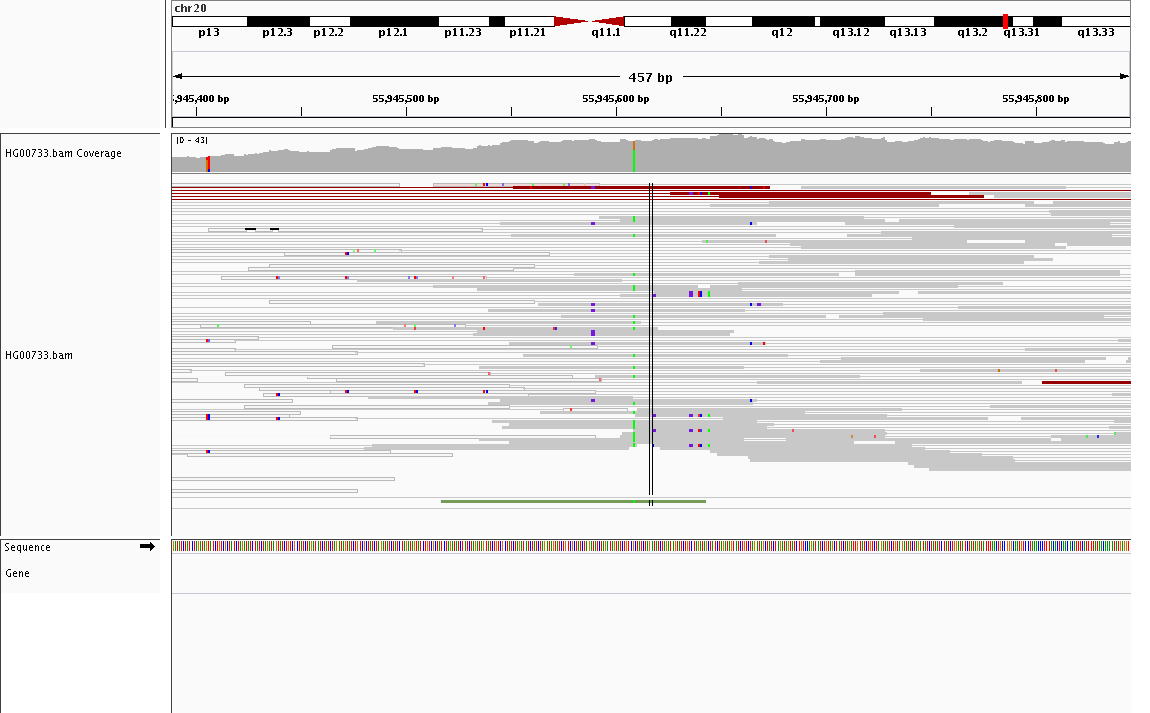 chr20
p13 p12.3 p12.2 p12.1 p11.23 p11.21 q11.1 q11.22 q12 q13.12 q13.13 q13.2 q13.31 q13.33
457 bp
55,945,500 bp 55,945,600 bp 55,945,700 bp 55,945,800 bp
HG00733.bam Coverage
[0 - 43]
HG00733.bam
Sequence
Gene